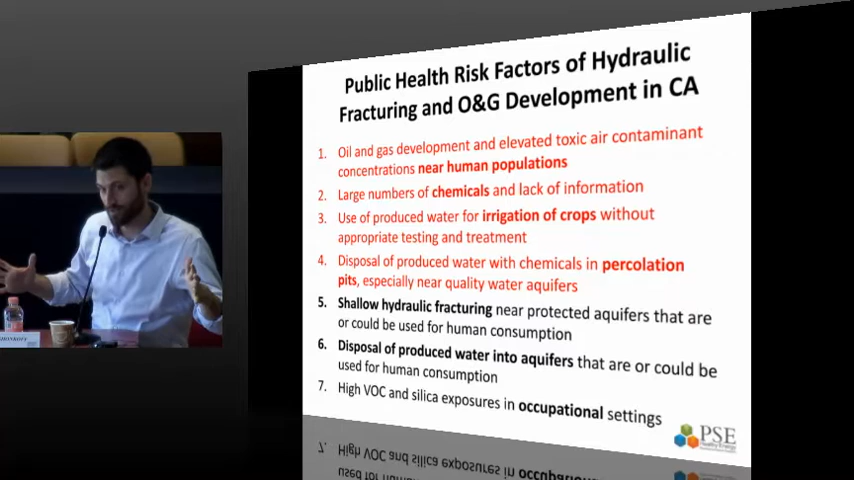 Public Health Risk Factors of Hydraulic
Fracturing and O&G Development in CA
1. Oil and gas development and elevated toxic air contaminant
concentrations near human populations
2. Large numbers of chemicals and lack of information
3. Use of produced water for irrigation of crops without
appropriate testing and treatment
4. Disposal of produced water with chemicals in percolation
pits, especially near quality water aquifers
5. Shallow hydraulic fracturing near protected aquifers that are
or could be used for human consumption
6. Disposal of produced water into aquifers that are or could be
used for human consumption
7. High VOC and silica exposures in occupational settings
PSE